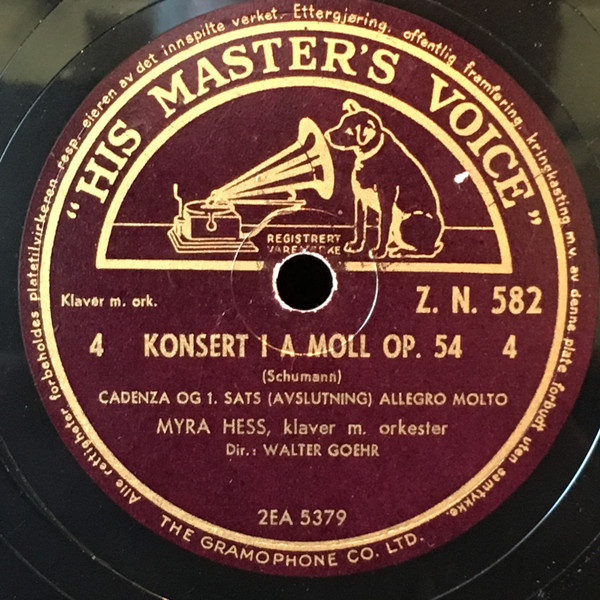 Alle rettigheter forbeholdes platetilvirkeren resp. eieren av det innspilte verket. Ettergjøring, offentlig framføring, kringkasting m.v. av denne plate forbudt uten samtykke.
"HIS MASTER'S VOICE"
REGISTRERT
Klaver m. ork.
Z. N. 582
4 KONSERT I A MOLL OP. 54 4
(Schumann)
CADENZA OG 1. SATS (AVSLUTNING) ALLEGRO MOLTO
MYRA HESS, klaver m. orkester
Dir.: WALTER GOEHR
2EA 5379
THE GRAMOPHONE CO. LTD.